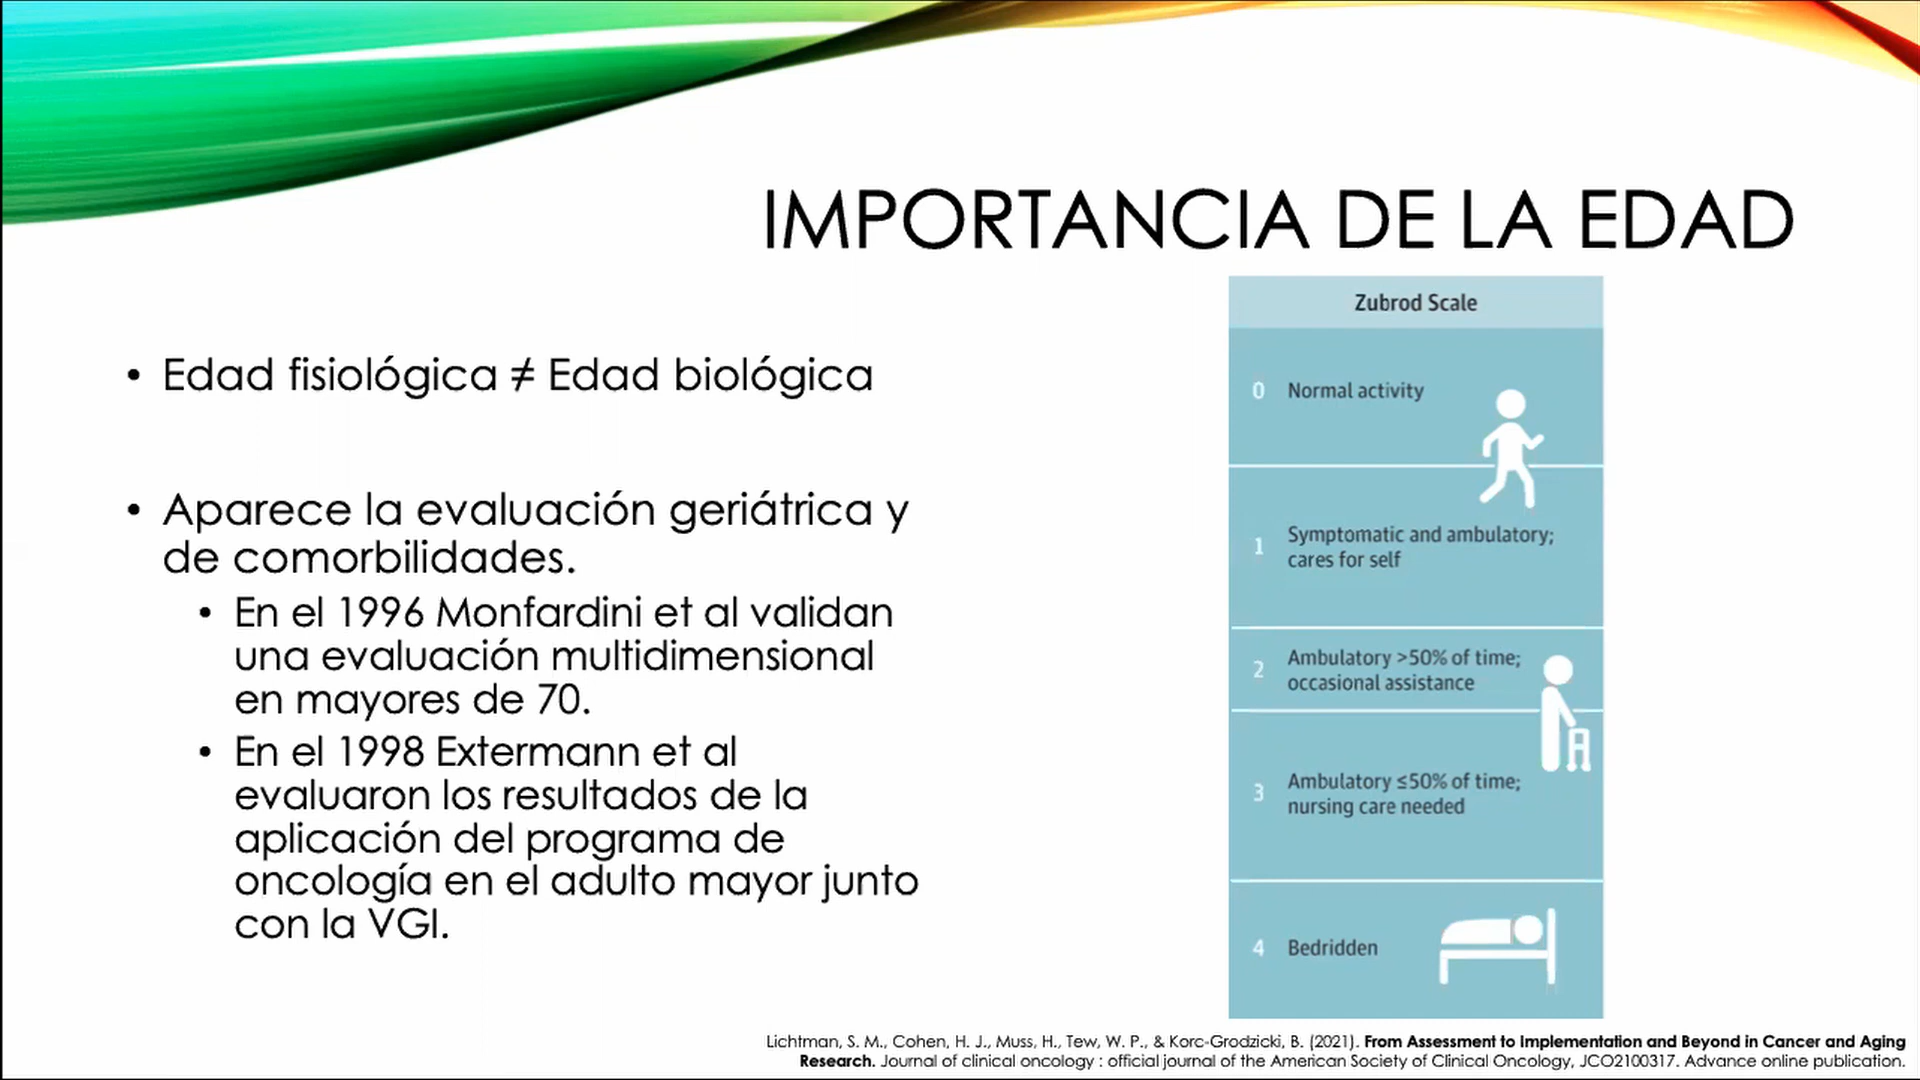 IMPORTANCIA DE LA EDAD
• Edad fisiológica ≠ Edad biológica
• Aparece la evaluación geriátrica y
de comorbilidades.
• En el 1996 Monfardini et al validan
una evaluación multidimensional
en mayores de 70.
• En el 1998 Extermann et al
evaluaron los resultados de la
aplicación del programa de
oncología en el adulto mayor junto
con la VGI.
Zubrod Scale
0 Normal activity
1 Symptomatic and ambulatory;
cares for self
2 Ambulatory >50% of time;
occasional assistance
3 Ambulatory ≤50% of time;
nursing care needed
4 Bedridden
Lichtman, S. M., Cohen, H. J., Muss, H., Tew, W. P., & Korc-Grodzicki, B. (2021). From Assessment to Implementation and Beyond in Cancer and Aging
Research. Journal of clinical oncology : official journal of the American Society of Clinical Oncology, JCO2100317. Advance online publication.